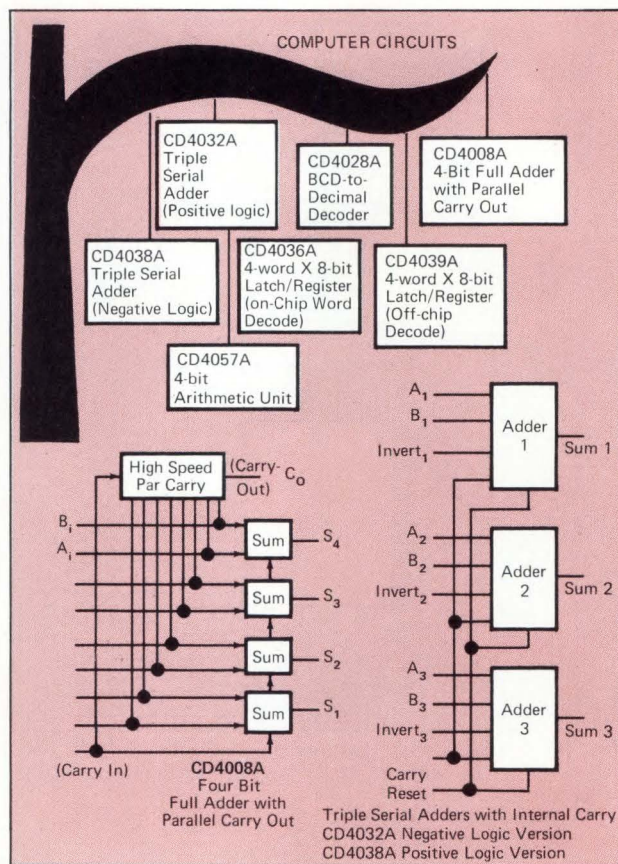 COMPUTER CIRCUITS
CD4032A
Triple
Serial
Adder
(Positive logic)
CD4028A
BCD-to-
Decimal
Decoder
CD4008A
4-Bit Full Adder
with Parallel
Carry Out
CD4038A
Triple Serial
Adder
(Negative Logic)
CD4036A
4-word X 8-bit
Latch/Register
(on-Chip Word
Decode)
CD4039A
4-word X 8-bit
Latch/Register
(Off-chip
Decode)
CD4057A
4-bit
Arithmetic Unit
High Speed
Par Carry
(Carry-
Out)
C₀
Bᵢ
Aᵢ
Sum
S₄
Sum
S₃
Sum
S₂
Sum
S₁
(Carry In)
CD4008A
Four Bit
Full Adder with
Parallel Carry Out
A₁
B₁
Invert₁
Adder
1
Sum 1
A₂
B₂
Invert₂
Adder
2
Sum 2
A₃
B₃
Invert₃
Adder
3
Sum 3
Carry
Reset
Triple Serial Adders with Internal Carry
CD4032A Negative Logic Version
CD4038A Positive Logic Version